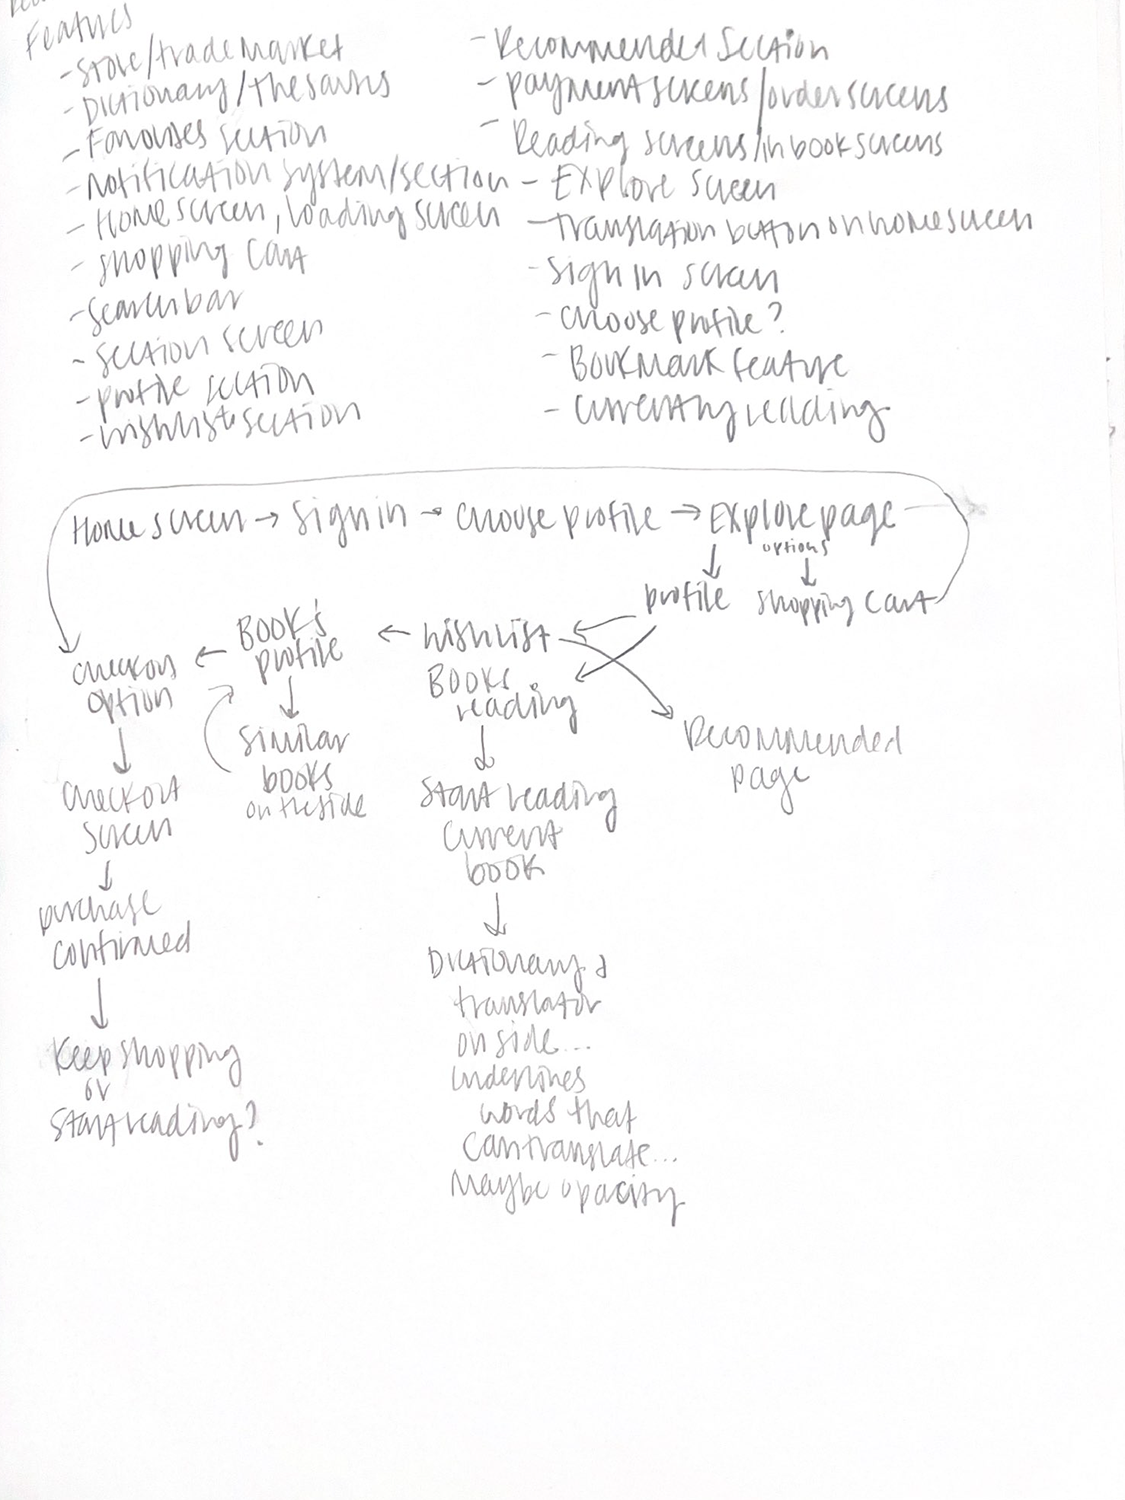 Features
-Store/trademarket
-Dictionary/thesaurus
-Favorites section
-Notification system/section
-Home screen, loading screen
-shopping cart
-searchbar
-section screen
-profile section
-wishlist section
-Recommended Section
-payment screens/order screens
-Reading screens/in book screens
-Explore screen
-Translation button on home screen
-Sign in screen
-choose profile?
-Bookmark feature
-currently reading
Home screen → Sign in → choose profile → Explore page
options
profile shopping cart
checkout option ← Book's profile ← wishlist
Books reading
Similar books on the side
Recommended page
checkout screen
Start reading current book
purchase confirmed
Dictionary &
translator
on side...
underlines
words that
can translate...
Maybe opacity
Keep shopping
or
Start reading?